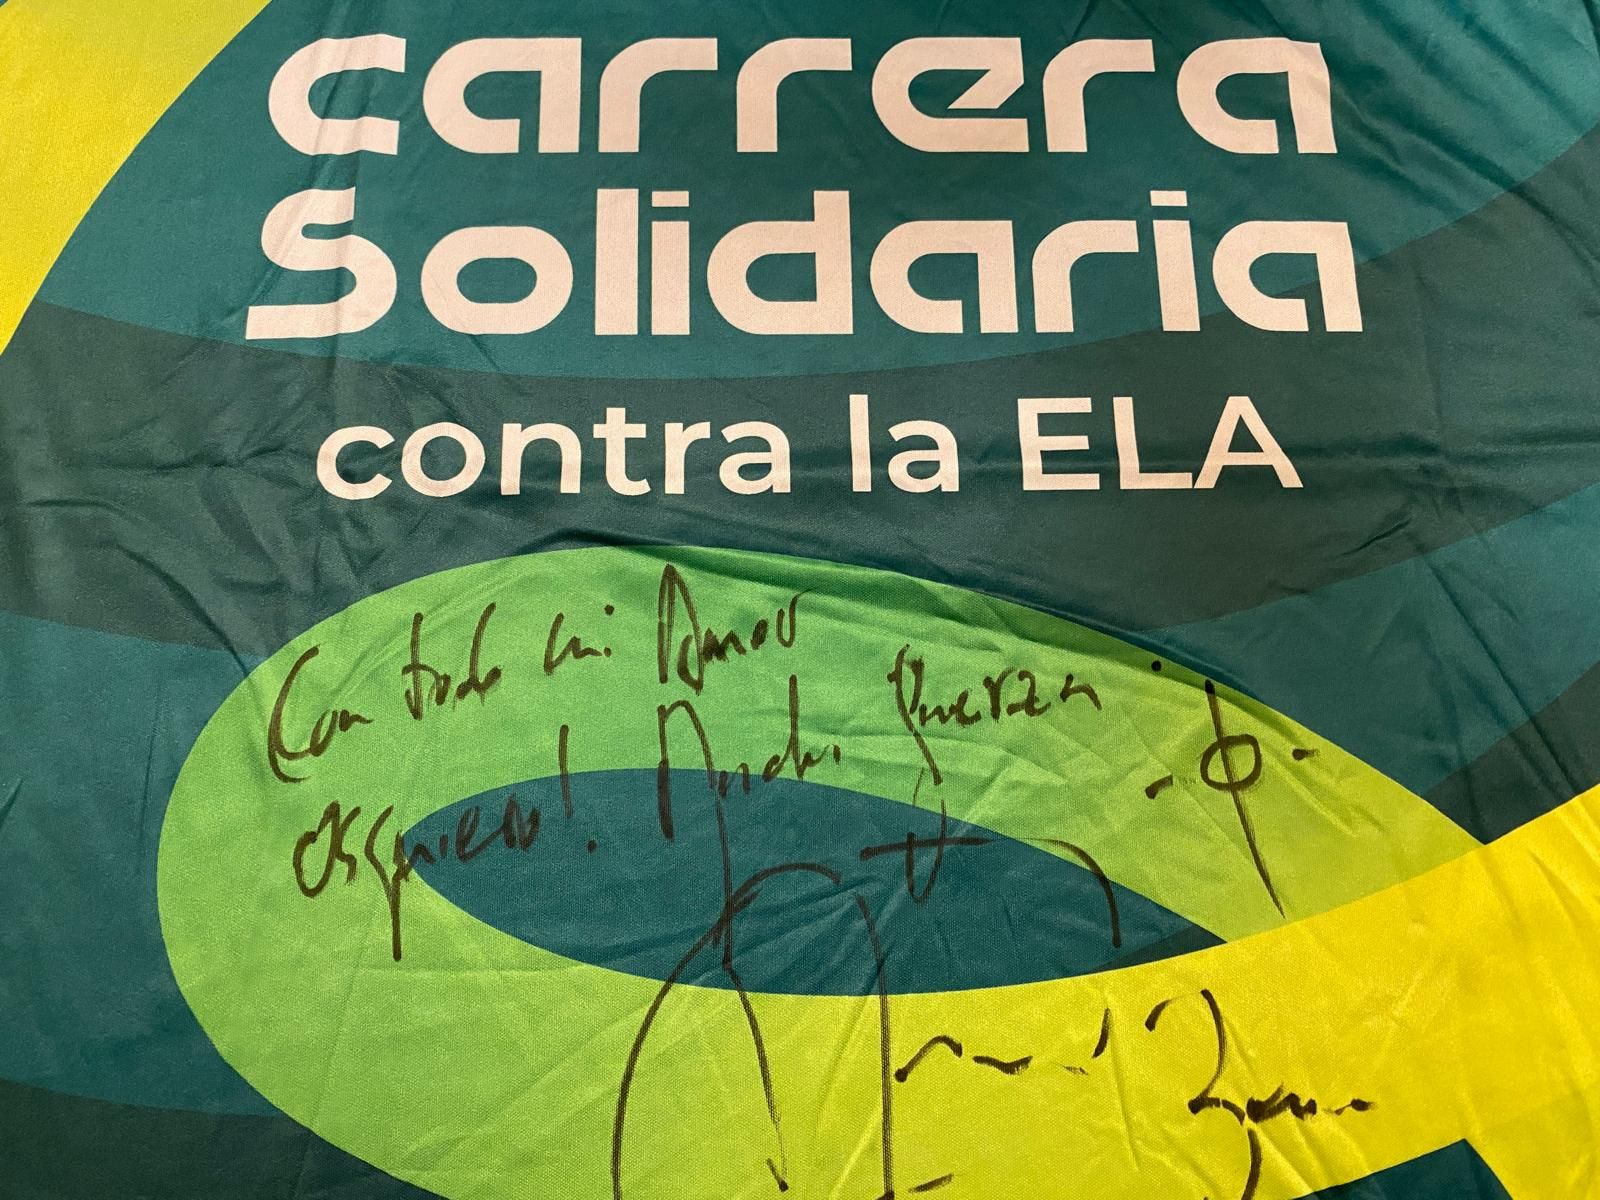 carrera
Solidaria
contra la ELA
Con todo mi Amor
os quiero! Mucha fuerza